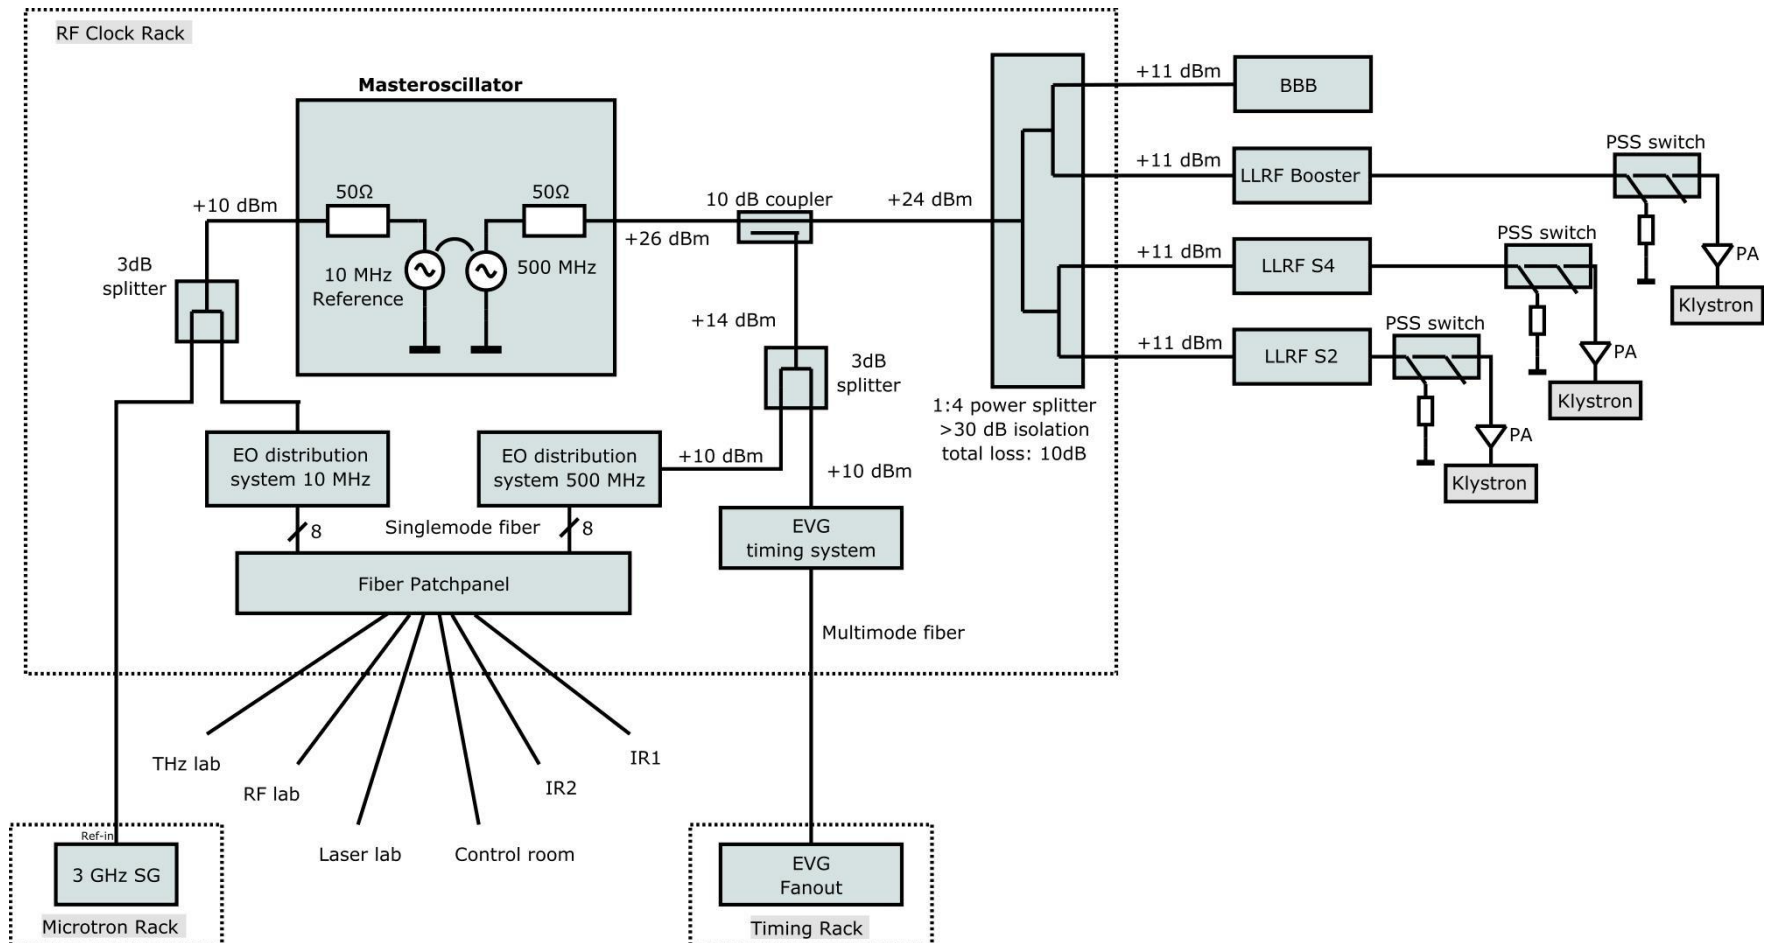 RF Clock Rack
Masteroscillator
50Ω
50Ω
+10 dBm
10 MHz
Reference
500 MHz
+26 dBm
10 dB coupler
+24 dBm
3dB
splitter
+14 dBm
3dB
splitter
+11 dBm
BBB
+11 dBm
LLRF Booster
PSS switch
PA
Klystron
+11 dBm
LLRF S4
PSS switch
PA
Klystron
+11 dBm
LLRF S2
PSS switch
PA
Klystron
1:4 power splitter
>30 dB isolation
total loss: 10dB
EO distribution
system 10 MHz
EO distribution
system 500 MHz
+10 dBm
+10 dBm
8
Singlemode fiber
8
EVG
timing system
Fiber Patchpanel
Multimode fiber
THz lab
RF lab
Laser lab
Control room
IR2
IR1
Ref-in
3 GHz SG
Microtron Rack
EVG
Fanout
Timing Rack